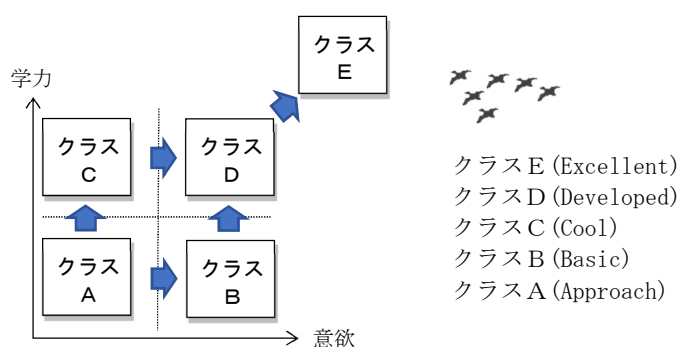 クラス
E
学力
クラス
C
クラス
D
クラス
A
クラス
B
意欲
クラスE(Excellent)
クラスD(Developed)
クラスC(Cool)
クラスB(Basic)
クラスA(Approach)